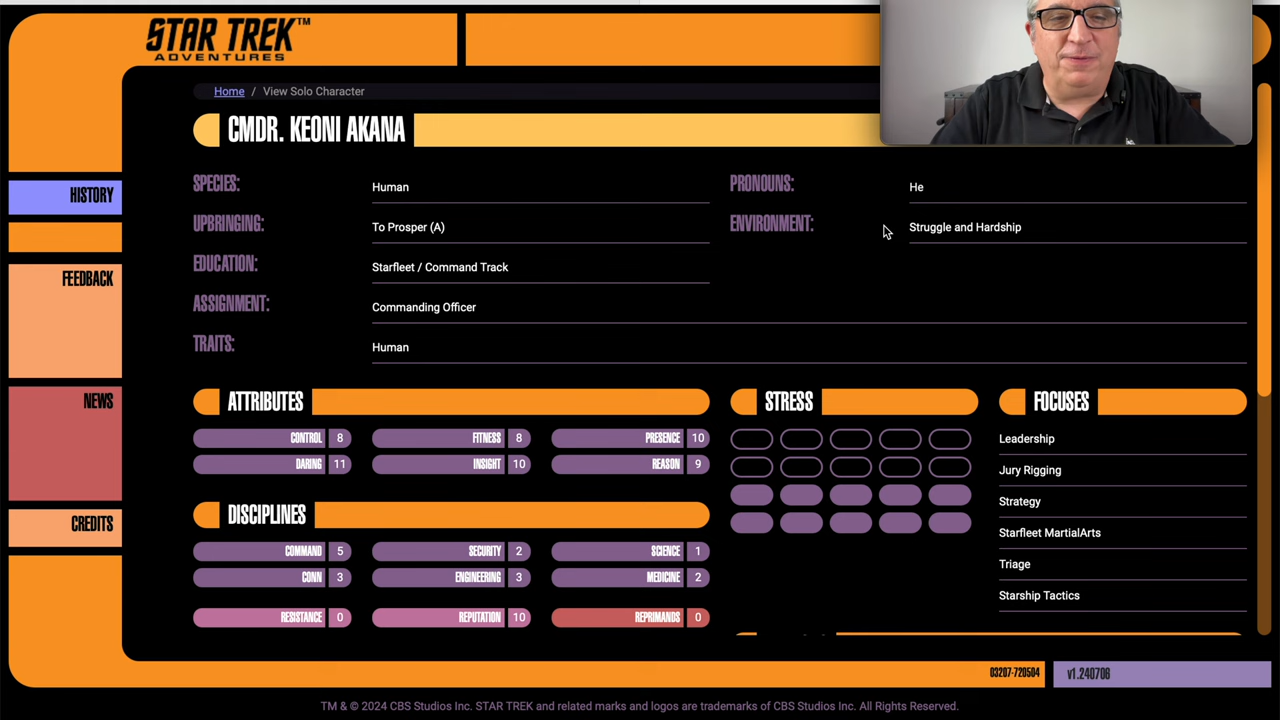 STAR TREK™
ADVENTURES
Home / View Solo Character
CMDR. KEONI AKANA
SPECIES: Human
PRONOUNS: He
UPBRINGING: To Prosper (A)
ENVIRONMENT: Struggle and Hardship
EDUCATION: Starfleet / Command Track
ASSIGNMENT: Commanding Officer
TRAITS: Human
HISTORY
FEEDBACK
NEWS
CREDITS
ATTRIBUTES
CONTROL 8 FITNESS 8 PRESENCE 10
DARING 11 INSIGHT 10 REASON 9
DISCIPLINES
COMMAND 5 SECURITY 2 SCIENCE 1
CONN 3 ENGINEERING 3 MEDICINE 2
RESISTANCE 0 REPUTATION 10 REPRIMANDS 0
STRESS
FOCUSES
Leadership
Jury Rigging
Strategy
Starfleet MartialArts
Triage
Starship Tactics
03207-720504
v1.240706
TM & © 2024 CBS Studios Inc. STAR TREK and related marks and logos are trademarks of CBS Studios Inc. All Rights Reserved.